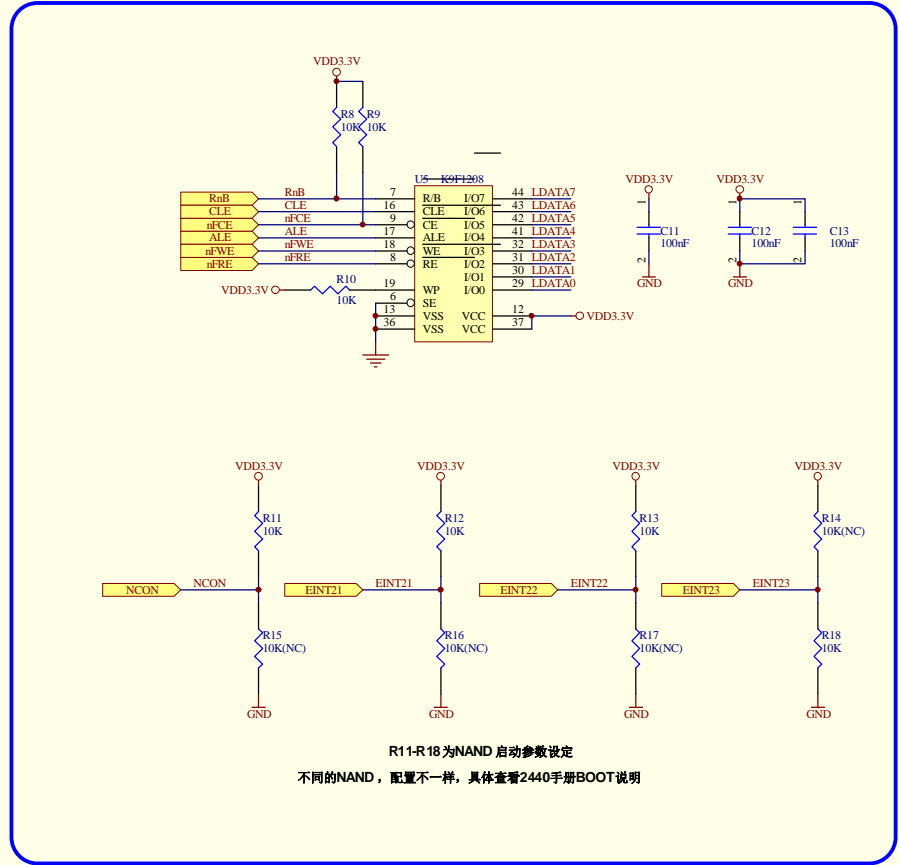 VDD3.3V
R8 R9
10K 10K
U5 K9F1208
RnB RnB 7 R/B I/O7 44 LDATA7
CLE CLE 16 CLE I/O6 43 LDATA6
nFCE nFCE 9 CE I/O5 42 LDATA5
ALE ALE 17 ALE I/O4 41 LDATA4
nFWE nFWE 18 WE I/O3 32 LDATA3
nFRE nFRE 8 RE I/O2 31 LDATA2
I/O1 30 LDATA1
VDD3.3V R10 10K 19 WP I/O0 29 LDATA0
6 SE
13 VSS VCC 12 VDD3.3V
36 VSS VCC 37
VDD3.3V VDD3.3V
1 1 1
C11 C12 C13
100nF 100nF 100nF
2 2 2
GND GND
VDD3.3V VDD3.3V VDD3.3V VDD3.3V
R11 R12 R13 R14
10K 10K 10K 10K(NC)
NCON NCON EINT21 EINT21 EINT22 EINT22 EINT23 EINT23
R15 R16 R17 R18
10K(NC) 10K(NC) 10K(NC) 10K
GND GND GND GND
R11-R18为NAND 启动参数设定
不同的NAND，配置不一样，具体查看2440手册BOOT说明